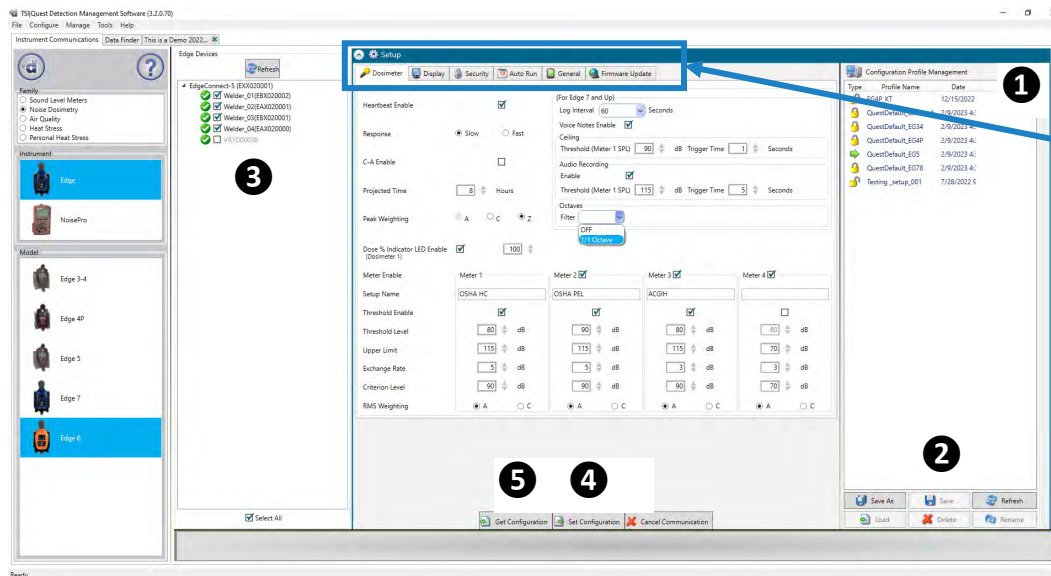 TSI|Quest Detection Management Software (3.2.0.70)
File Configure Manage Tools Help
Instrument Communications Data Finder This is a Demo 2022...
Family
Sound Level Meters
Noise Dosimetry
Air Quality
Heat Stress
Personal Heat Stress
Instrument
Edge
NoisePro
Model
Edge 3-4
Edge 4P
Edge 5
Edge 7
Edge 8
Edge Devices
Refresh
EdgeConnect-5 (EXX020001)
Welder_01(EBX020002)
Welder_02(EAX020001)
Welder_03(EBX020001)
Welder_04(EAX020000)
3
Select All
Setup
Dosimeter Display Security Auto Run General Firmware Update
Heartbeat Enable
Response Slow Fast
C-A Enable
Projected Time 8 Hours
Peak Weighting A C Z
Dose % Indicator LED Enable 100
(Dosimeter 1)
(For Edge 7 and Up)
Log Interval 60 Seconds
Voice Notes Enable
Ceiling
Threshold (Meter 1 SPL) 90 dB Trigger Time 1 Seconds
Audio Recording
Enable
Threshold (Meter 1 SPL) 115 dB Trigger Time 5 Seconds
Octaves
Filter
OFF
1/1 Octave
Meter Enable Meter 1 Meter 2 Meter 3 Meter 4
Setup Name OSHA HC OSHA PEL ACGIH
Threshold Enable
Threshold Level 80 dB 90 dB 80 dB 80 dB
Upper Limit 115 dB 115 dB 115 dB 70 dB
Exchange Rate 5 dB 5 dB 3 dB 3 dB
Criterion Level 90 dB 90 dB 90 dB 70 dB
RMS Weighting A C A C A C A C
5 4
Get Configuration Set Configuration Cancel Communication
Configuration Profile Management
1
Type Profile Name Date
EG4P_KT 12/15/2022
QuestDefault_EG34 2/9/2023 4:
QuestDefault_EG34 2/9/2023 4:
QuestDefault_EG4P 2/9/2023 4:
QuestDefault_EG5 2/9/2023 4:
QuestDefault_EG78 2/9/2023 4:
Testing _setup_001 7/28/2022 9
2
Save As Save Refresh
Load Delete Rename
Ready